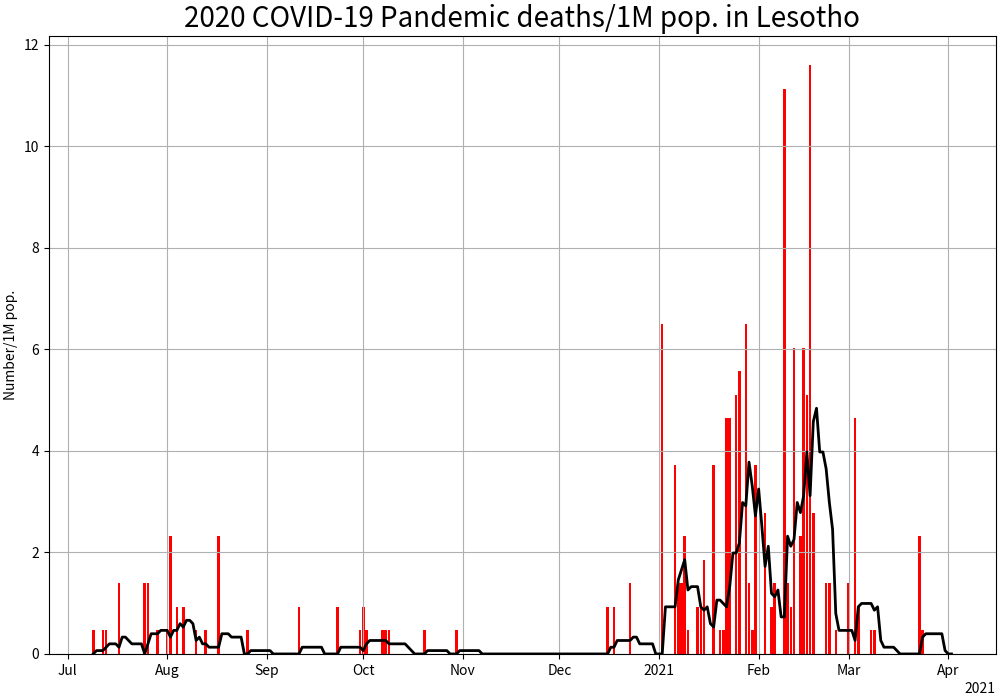 2020 COVID-19 Pandemic deaths/1M pop. in Lesotho
Number/1M pop.
12
10
8
6
4
2
0
Jul Aug Sep Oct Nov Dec 2021 Feb Mar Apr
2021